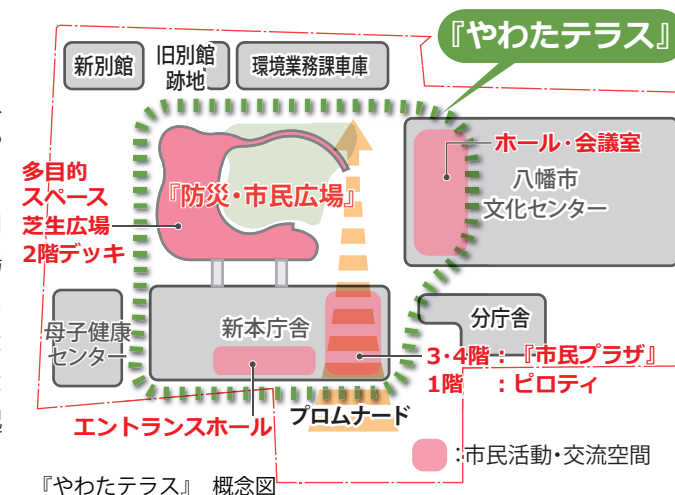 『やわたテラス』
新別館
旧別館
跡地
環境業務課車庫
ホール・会議室
八幡市
文化センター
多目的
スペース
芝生広場
2階デッキ
『防災・市民広場』
母子健康
センター
新本庁舎
分庁舎
3・4階：『市民プラザ』
1階　：ピロティ
エントランスホール
プロムナード
：市民活動・交流空間
『やわたテラス』　概念図